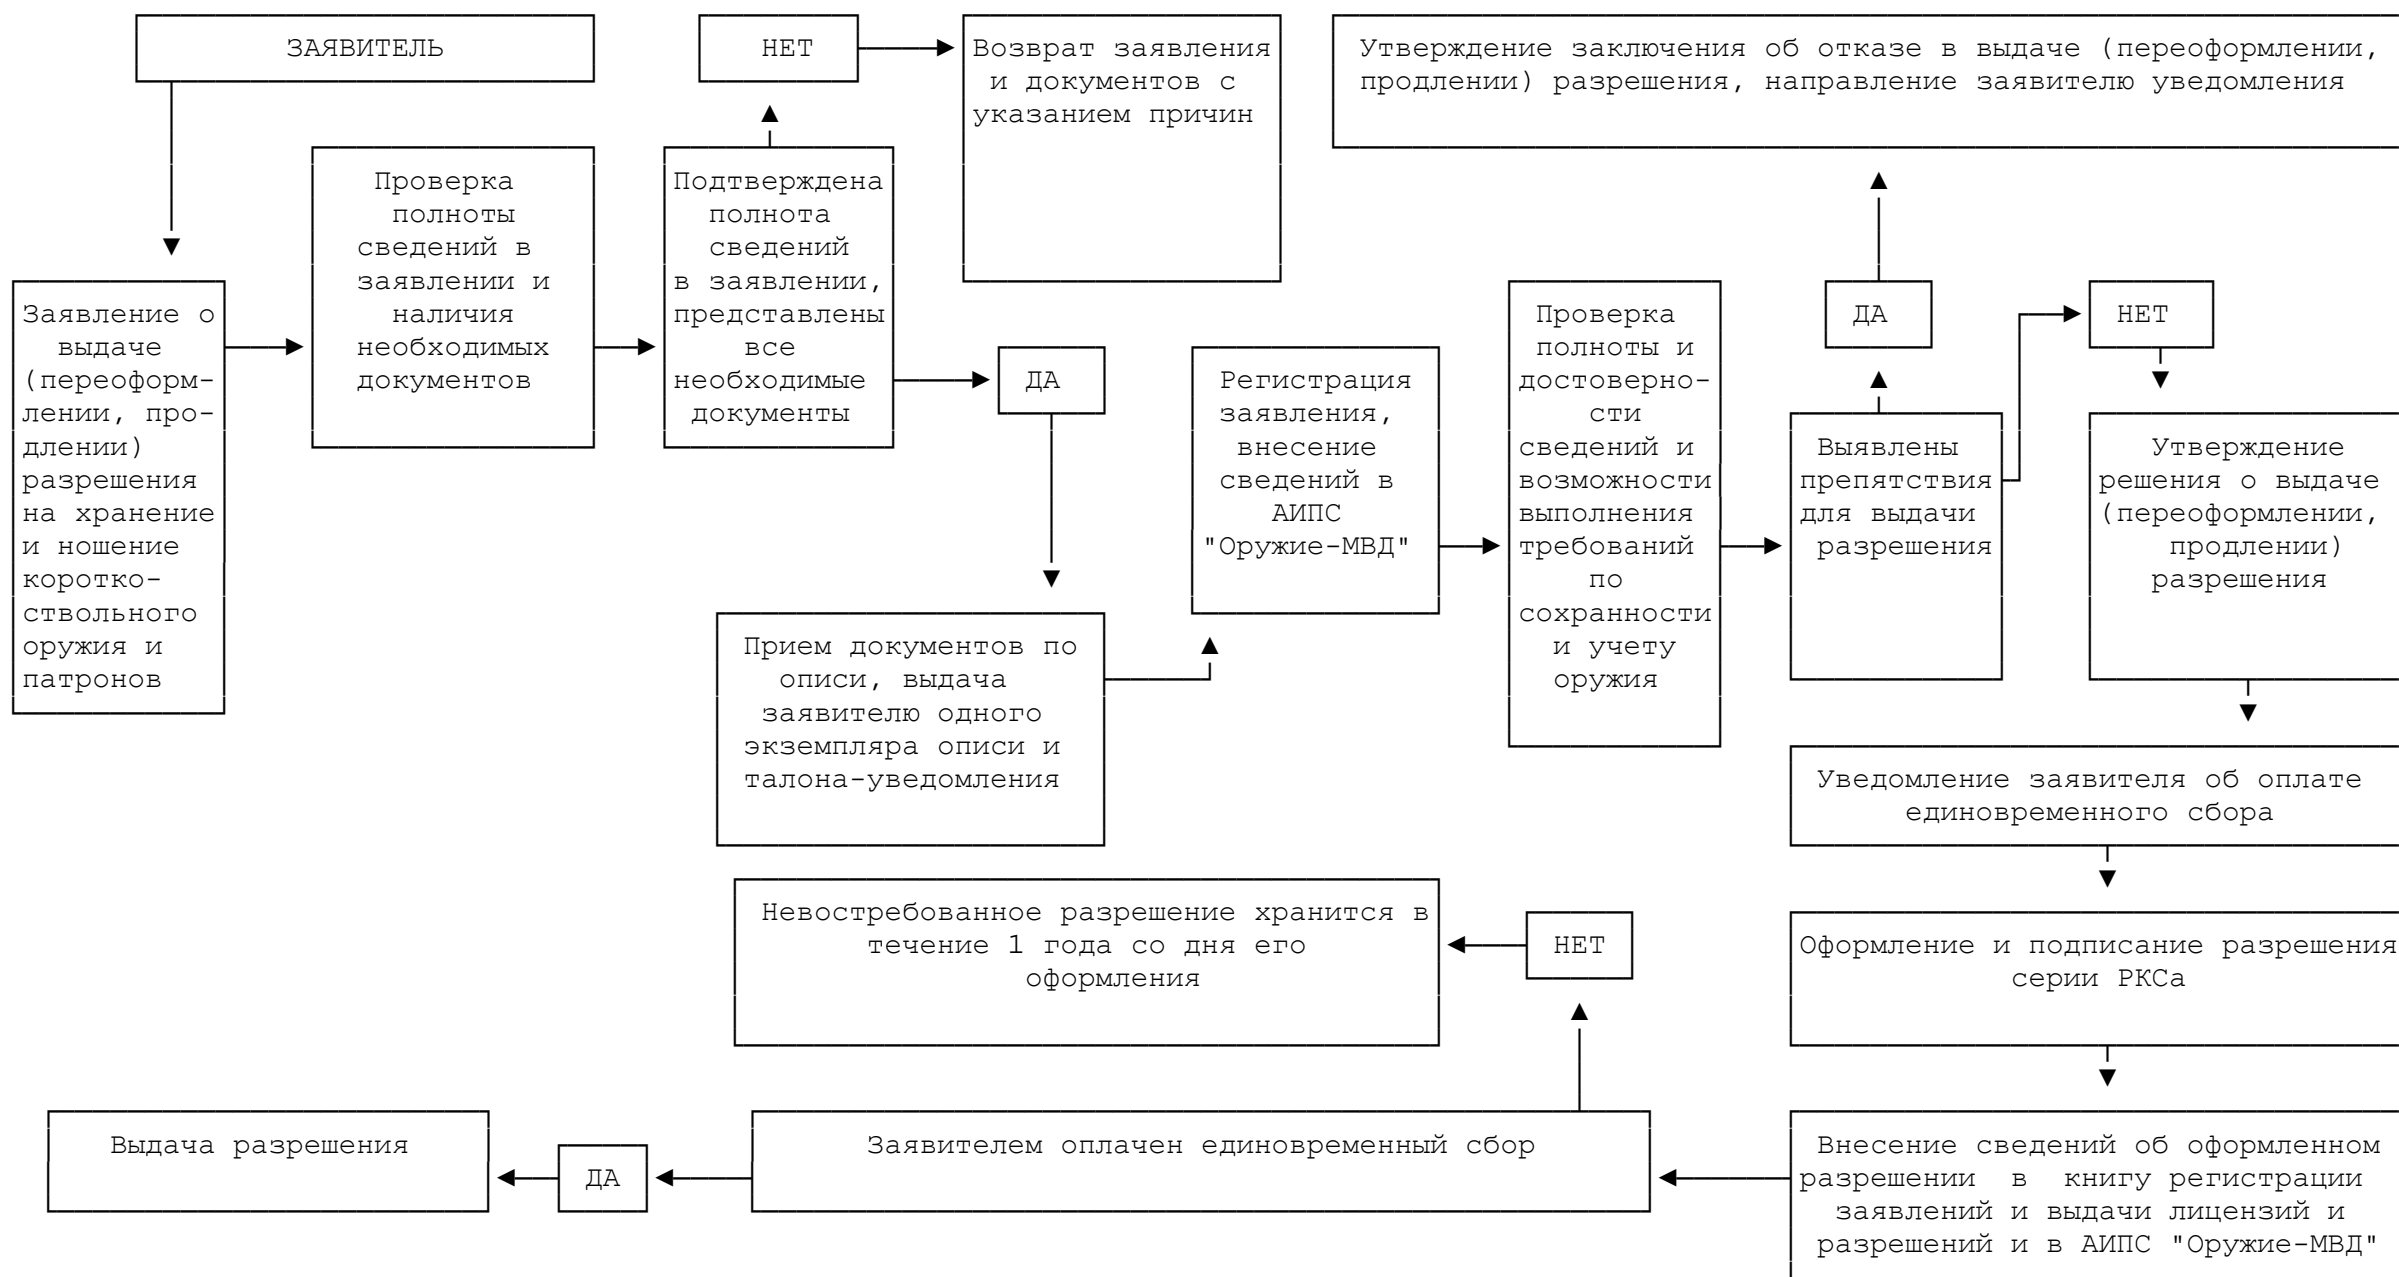 ЗАЯВИТЕЛЬ
НЕТ
Возврат заявления
и документов с
указанием причин
Утверждение заключения об отказе в выдаче (переоформлении,
продлении) разрешения, направление заявителю уведомления
Заявление о
выдаче
(переоформ-
лении, про-
длении)
разрешения
на хранение
и ношение
коротко-
ствольного
оружия и
патронов
Проверка
полноты
сведений в
заявлении и
наличия
необходимых
документов
Подтверждена
полнота
сведений
в заявлении,
представлены
все
необходимые
документы
ДА
Прием документов по
описи, выдача
заявителю одного
экземпляра описи и
талона-уведомления
Регистрация
заявления,
внесение
сведений в
АИПС
"Оружие-МВД"
Проверка
полноты и
достоверно-
сти
сведений и
возможности
выполнения
требований
по
сохранности
и учету
оружия
ДА
Выявлены
препятствия
для выдачи
разрешения
НЕТ
Утверждение
решения о выдаче
(переоформлении,
продлении)
разрешения
Уведомление заявителя об оплате
единовременного сбора
Оформление и подписание разрешения
серии РКСа
Внесение сведений об оформленном
разрешении в книгу регистрации
заявлений и выдачи лицензий и
разрешений и в АИПС "Оружие-МВД"
Невостребованное разрешение хранится в
течение 1 года со дня его
оформления
НЕТ
Заявителем оплачен единовременный сбор
ДА
Выдача разрешения